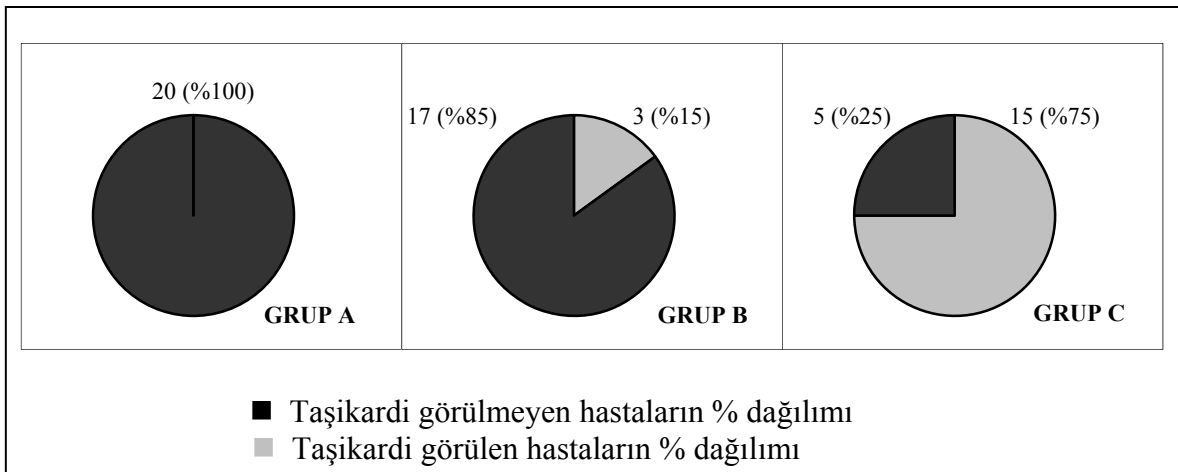 20 (%100)
GRUP A
17 (%85)
3 (%15)
GRUP B
5 (%25)
15 (%75)
GRUP C
Taşikardi görülmeyen hastaların % dağılımı
Taşikardi görülen hastaların % dağılımı